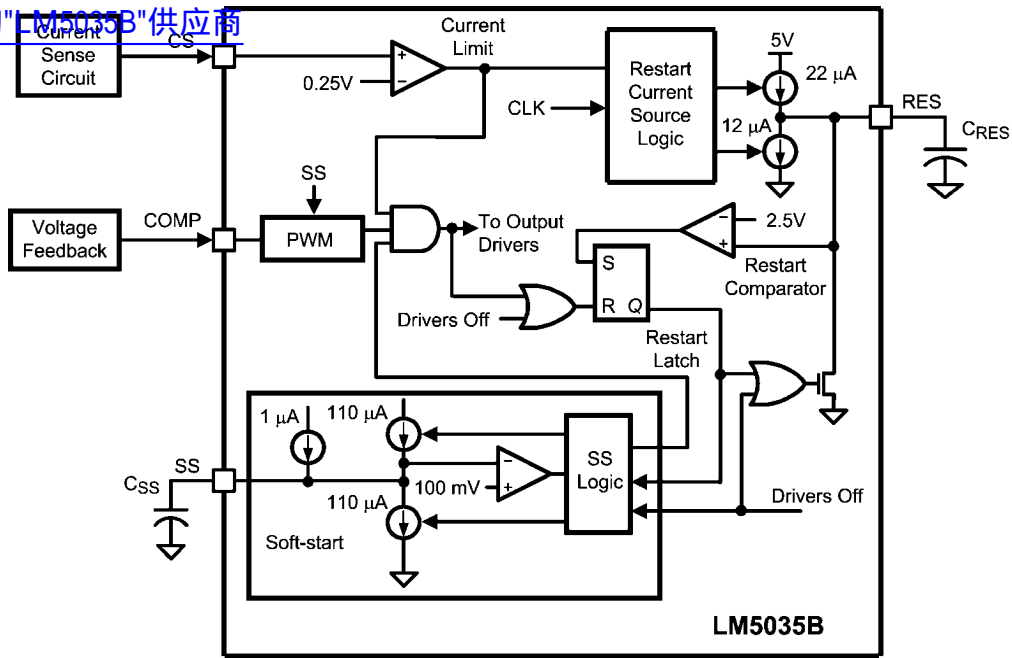 "LM5035B"供应商
Current
Sense
Circuit
CS
0.25V
Current
Limit
CLK
Restart
Current
Source
Logic
5V
22 μA
12 μA
RES
CRES
SS
Voltage
Feedback
COMP
PWM
To Output
Drivers
2.5V
Restart
Comparator
S
R Q
Drivers Off
Restart
Latch
1 μA
110 μA
SS
CSS
100 mV
110 μA
SS
Logic
Drivers Off
Soft-start
LM5035B